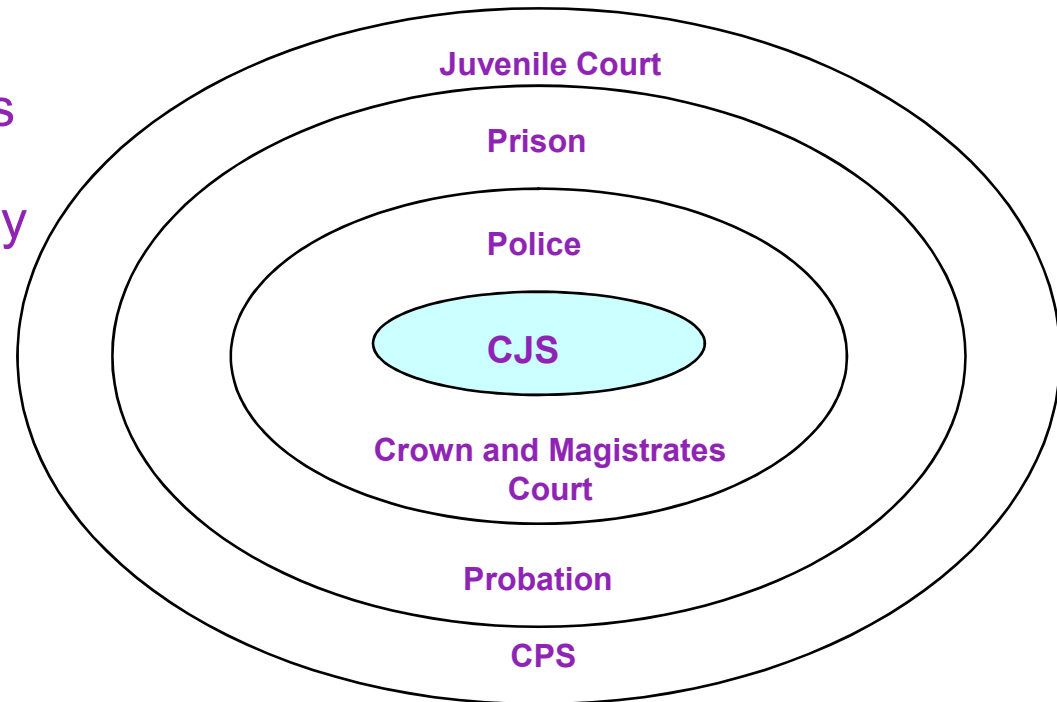 Juvenile Court
s
Prison
y
Police
CJS
Crown and Magistrates
Court
Probation
CPS